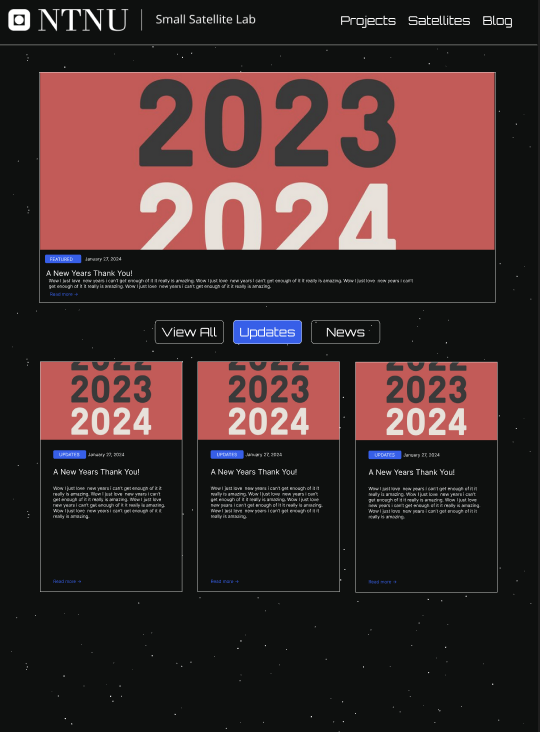 NTNU
Small Satellite Lab
Projects Satellites Blog
2023
2024
FEATURED January 27, 2024
A New Years Thank You!
Wow I just love new years i can't get enough of it it really is amazing. Wow I just love new years i can't get enough of it it really is amazing. Wow I just love new years i can't
get enough of it it really is amazing. Wow I just love new years i can't get enough of it it really is amazing.
Read more →
View All Updates News
2022
2023
2024
UPDATES January 27, 2024
A New Years Thank You!
Wow I just love new years i can't get enough of it it
really is amazing. Wow I just love new years i can't get
enough of it it really is amazing. Wow I just love
new years i can't get enough of it it really is amazing.
Wow I just love new years i can't get enough of it it
really is amazing.
Read more →
2022
2023
2024
UPDATES January 27, 2024
A New Years Thank You!
Wow I just love new years i can't get enough of it it
really is amazing. Wow I just love new years i can't get
enough of it it really is amazing. Wow I just love
new years i can't get enough of it it really is amazing.
Wow I just love new years i can't get enough of it it
really is amazing.
Read more →
2022
2023
2024
UPDATES January 27, 2024
A New Years Thank You!
Wow I just love new years i can't get enough of it it
really is amazing. Wow I just love new years i can't get
enough of it it really is amazing. Wow I just love
new years i can't get enough of it it really is amazing.
Wow I just love new years i can't get enough of it it
really is amazing.
Read more →